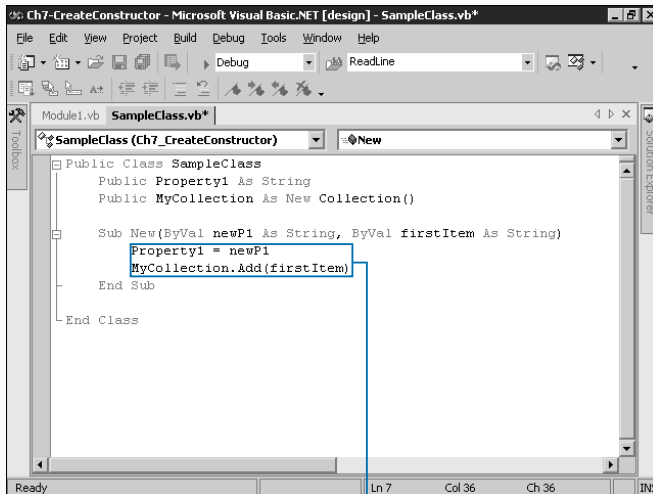 Ch7-CreateConstructor - Microsoft Visual Basic.NET [design] - SampleClass.vb*
File Edit View Project Build Debug Tools Window Help
Debug ReadLine
Module1.vb SampleClass.vb*
SampleClass (Ch7_CreateConstructor) New
Toolbox
Solution Explorer
Public Class SampleClass
Public Property1 As String
Public MyCollection As New Collection()
Sub New(ByVal newP1 As String, ByVal firstItem As String)
Property1 = newP1
MyCollection.Add(firstItem)
End Sub
End Class
Ready Ln 7 Col 36 Ch 36 INS